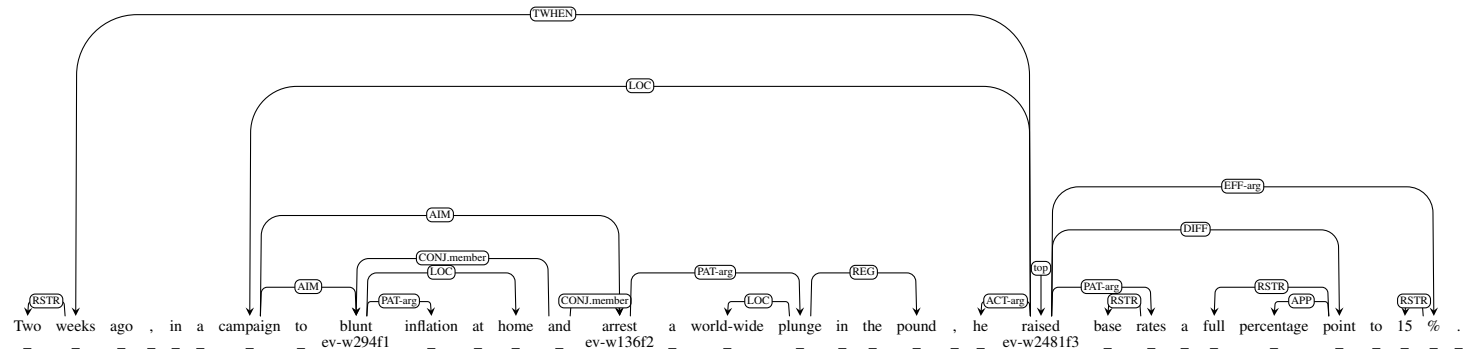 TWHEN
LOC
EFF-arg
AIM
DIFF
CONJ.member
LOC PAT-arg REG top
AIM PAT-arg RSTR
RSTR PAT-arg CONJ.member LOC ACT-arg RSTR APP RSTR
Two weeks ago , in a campaign to blunt inflation at home and arrest a world-wide plunge in the pound , he raised base rates a full percentage point to 15 % .
_ _ _ _ _ _ _ _ ev-w294f1 _ _ _ _ ev-w136f2 _ _ _ _ _ _ _ _ ev-w2481f3 _ _ _ _ _ _ _ _ _ _